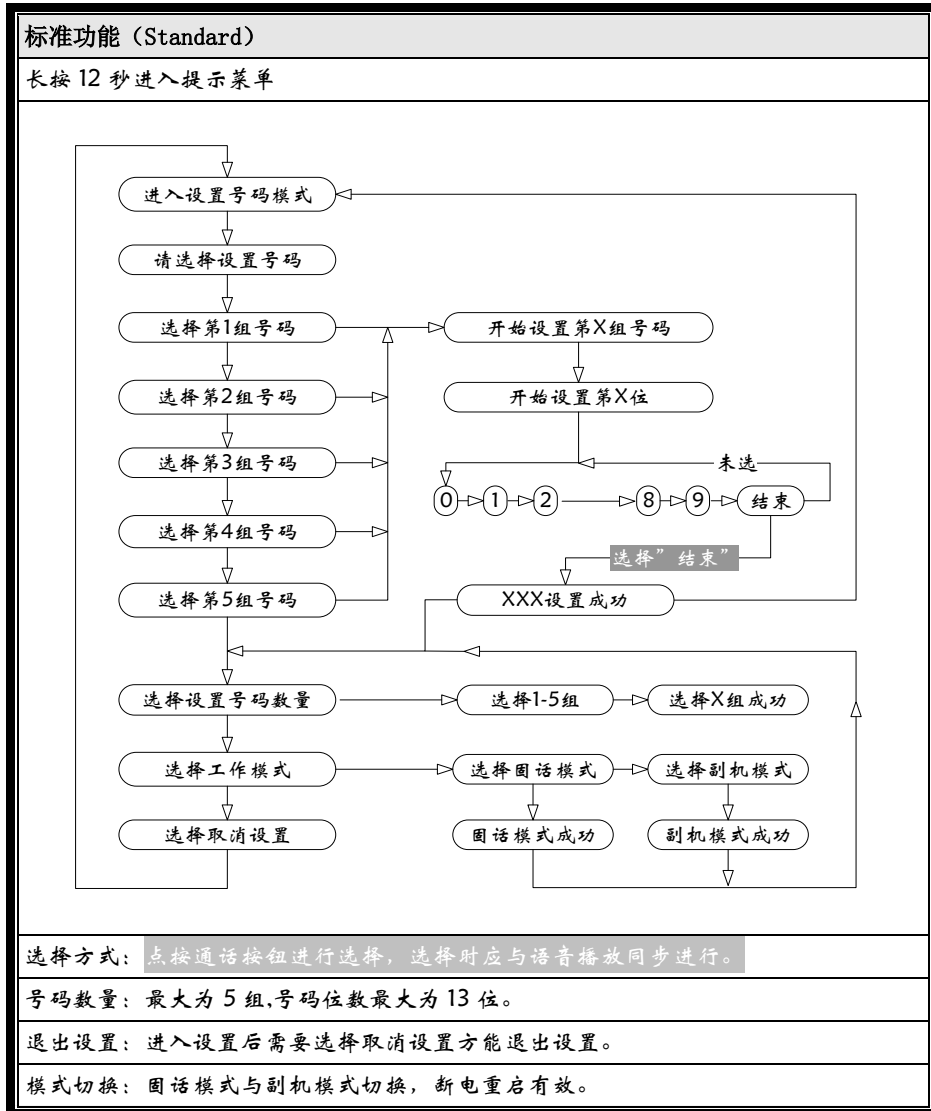 标准功能（Standard）
长按 12 秒进入提示菜单
进入设置号码模式
请选择设置号码
选择第1组号码
开始设置第X组号码
选择第2组号码
开始设置第X位
选择第3组号码
未选
0
1
2
8
9
结束
选择第4组号码
选择”结束”
选择第5组号码
XXX设置成功
选择设置号码数量
选择1-5组
选择X组成功
选择工作模式
选择固话模式
选择副机模式
选择取消设置
固话模式成功
副机模式成功
选择方式：点按通话按钮进行选择，选择时应与语音播放同步进行。
号码数量：最大为 5 组,号码位数最大为 13 位。
退出设置：进入设置后需要选择取消设置方能退出设置。
模式切换：固话模式与副机模式切换，断电重启有效。